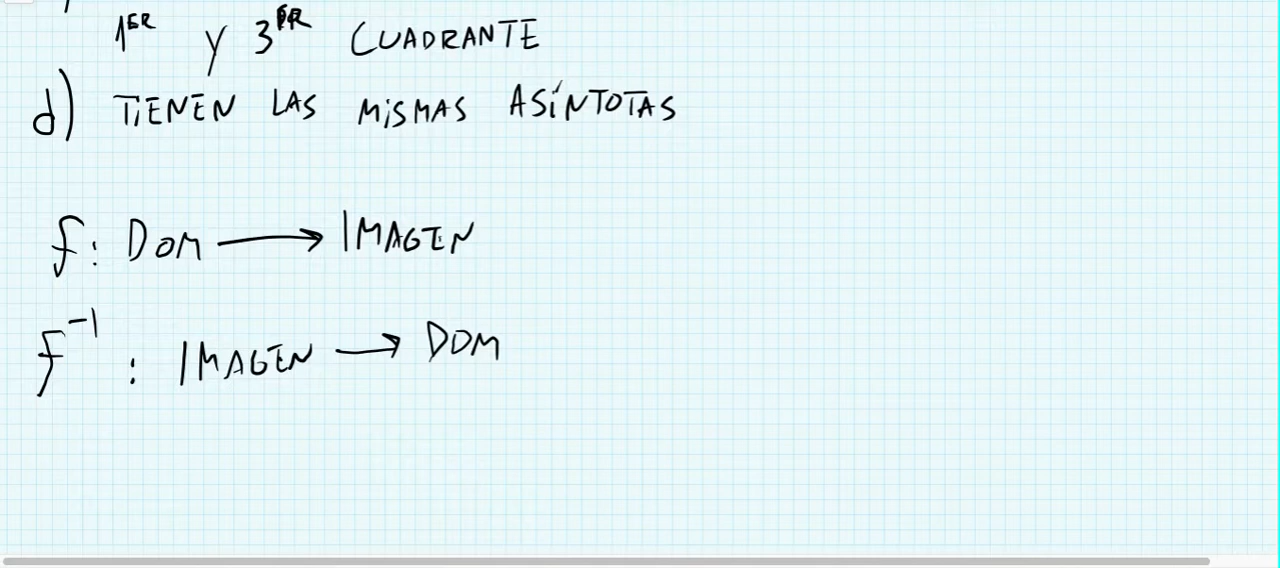 1ER Y 3ER CUADRANTE
d) TIENEN LAS MISMAS ASÍNTOTAS
f: DOM → IMAGEN
f⁻¹: IMAGEN → DOM